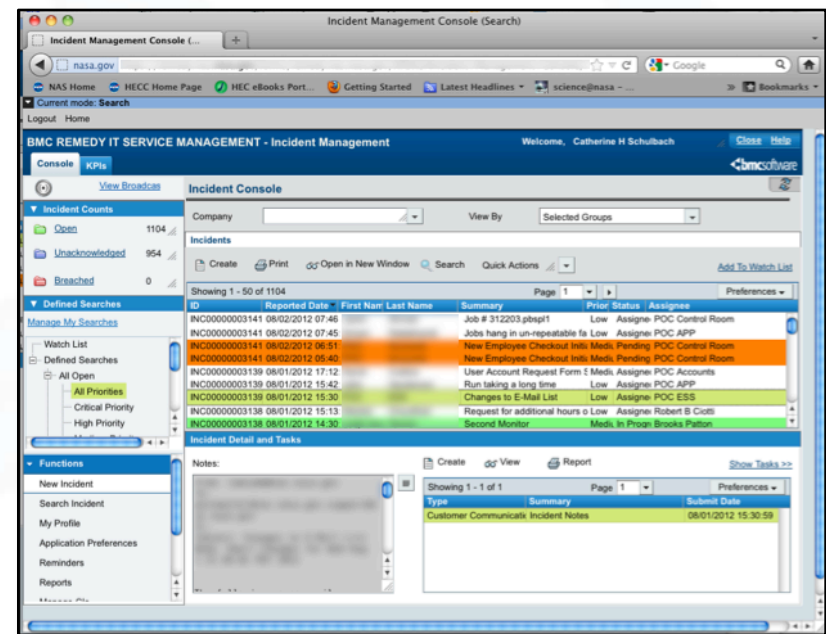 Incident Management Console (Search)
Incident Management Console (...
nasa.gov
Google
NAS Home HECC Home Page HEC eBooks Port... Getting Started Latest Headlines science@nasa - ... Bookmarks
Current mode: Search
Logout Home
BMC REMEDY IT SERVICE MANAGEMENT - Incident Management Welcome, Catherine H Schulbach Close Help
Console KPIs bmcsoftware
View Broadcas Incident Console
Incident Counts
Company View By Selected Groups
Open 1104
Incidents
Unacknowledged 954
Create Print Open in New Window Search Quick Actions Add To Watch List
Breached 0
Showing 1 - 50 of 1104 Page 1 Preferences
Defined Searches
ID Reported Date First Nam Last Name Summary Prior Status Assignee
Manage My Searches
INC00000003141 08/02/2012 07:46 Job # 312203.pbspl1 Low Assigne POC Control Room
INC00000003141 08/02/2012 07:45 Jobs hang in un-repeatable fa Low Assigne POC APP
Watch List
INC00000003141 08/02/2012 06:51 New Employee Checkout Initi Mediu Pending POC Control Room
Defined Searches
INC00000003141 08/02/2012 05:40 New Employee Checkout Initi Mediu Pending POC Control Room
All Open
INC00000003139 08/01/2012 17:12 User Account Request Form S Mediu Assigne POC Accounts
INC00000003139 08/01/2012 15:42 Run taking a long time Low Assigne POC APP
All Priorities
INC00000003139 08/01/2012 15:30 Changes to E-Mail List Low Assigne POC ESS
Critical Priority
INC00000003138 08/01/2012 15:13 Request for additional hours o Low Assigne Robert B Ciotti
High Priority
INC00000003138 08/01/2012 14:30 Second Monitor Mediu In Progn Brooks Patton
Incident Detail and Tasks
Functions
Notes: Create View Report Show Tasks >>
New Incident
Showing 1 - 1 of 1 Page 1 Preferences
Search Incident
Type Summary Submit Date
My Profile
Customer Communicatic Incident Notes 08/01/2012 15:30:59
Application Preferences
Reminders
Reports